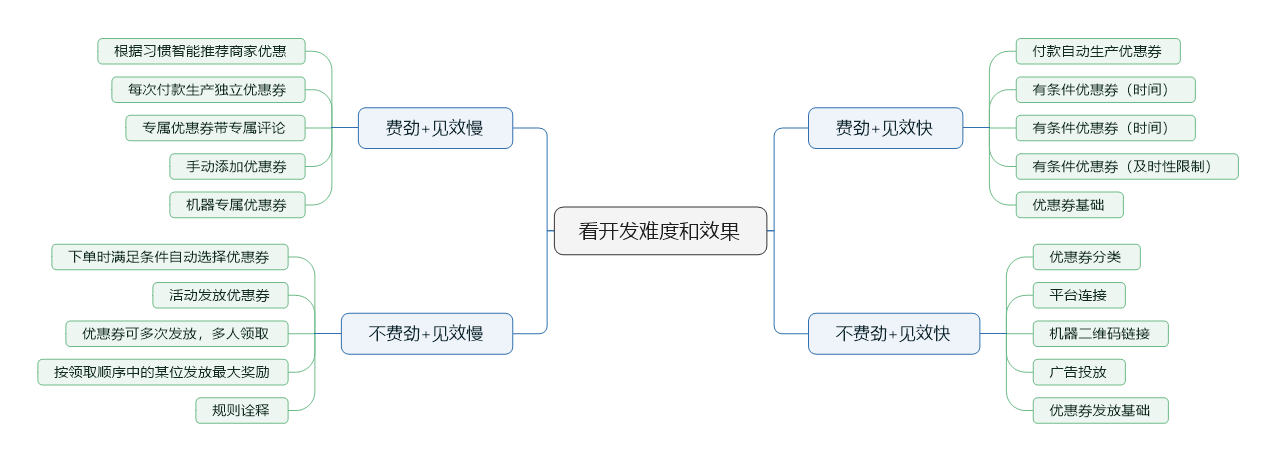 看开发难度和效果
费劲+见效慢
根据习惯智能推荐商家优惠
每次付款生产独立优惠券
专属优惠券带专属评论
手动添加优惠券
机器专属优惠券
不费劲+见效慢
下单时满足条件自动选择优惠券
活动发放优惠券
优惠券可多次发放，多人领取
按领取顺序中的某位发放最大奖励
规则诠释
费劲+见效快
付款自动生产优惠券
有条件优惠券（时间）
有条件优惠券（时间）
有条件优惠券（及时性限制）
优惠券基础
不费劲+见效快
优惠券分类
平台连接
机器二维码链接
广告投放
优惠券发放基础